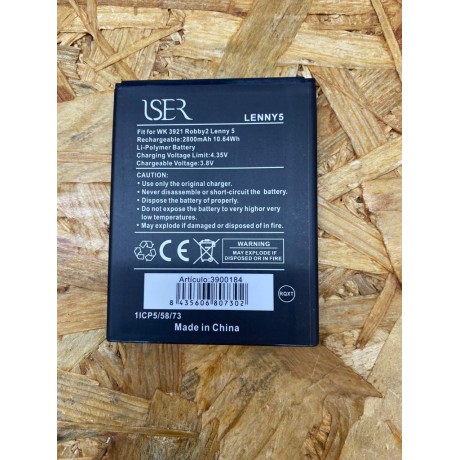 USER
LENNY5
Fit for WK 3921 Robby2 Lenny 5
Rechargeable:2800mAh 10.64Wh
Li-Polymer Battery
Charging Voltage Limit:4.35V
Chargeable Voltage:3.8V
CAUTION:
• Use only the original charger.
• Never disassemble or short-circuit the battery.
• Dispose the battery of properly.
• Do not expose the battery to very higher very
low temperatures.
• May explode if damaged or disposed of in fire.
CE
WARNING
MAY EXPLODE IF
DISPOSED IN FIRE
Articulo:3900184
8 435606 807302
RQXT
1ICP5/58/73
Made in China